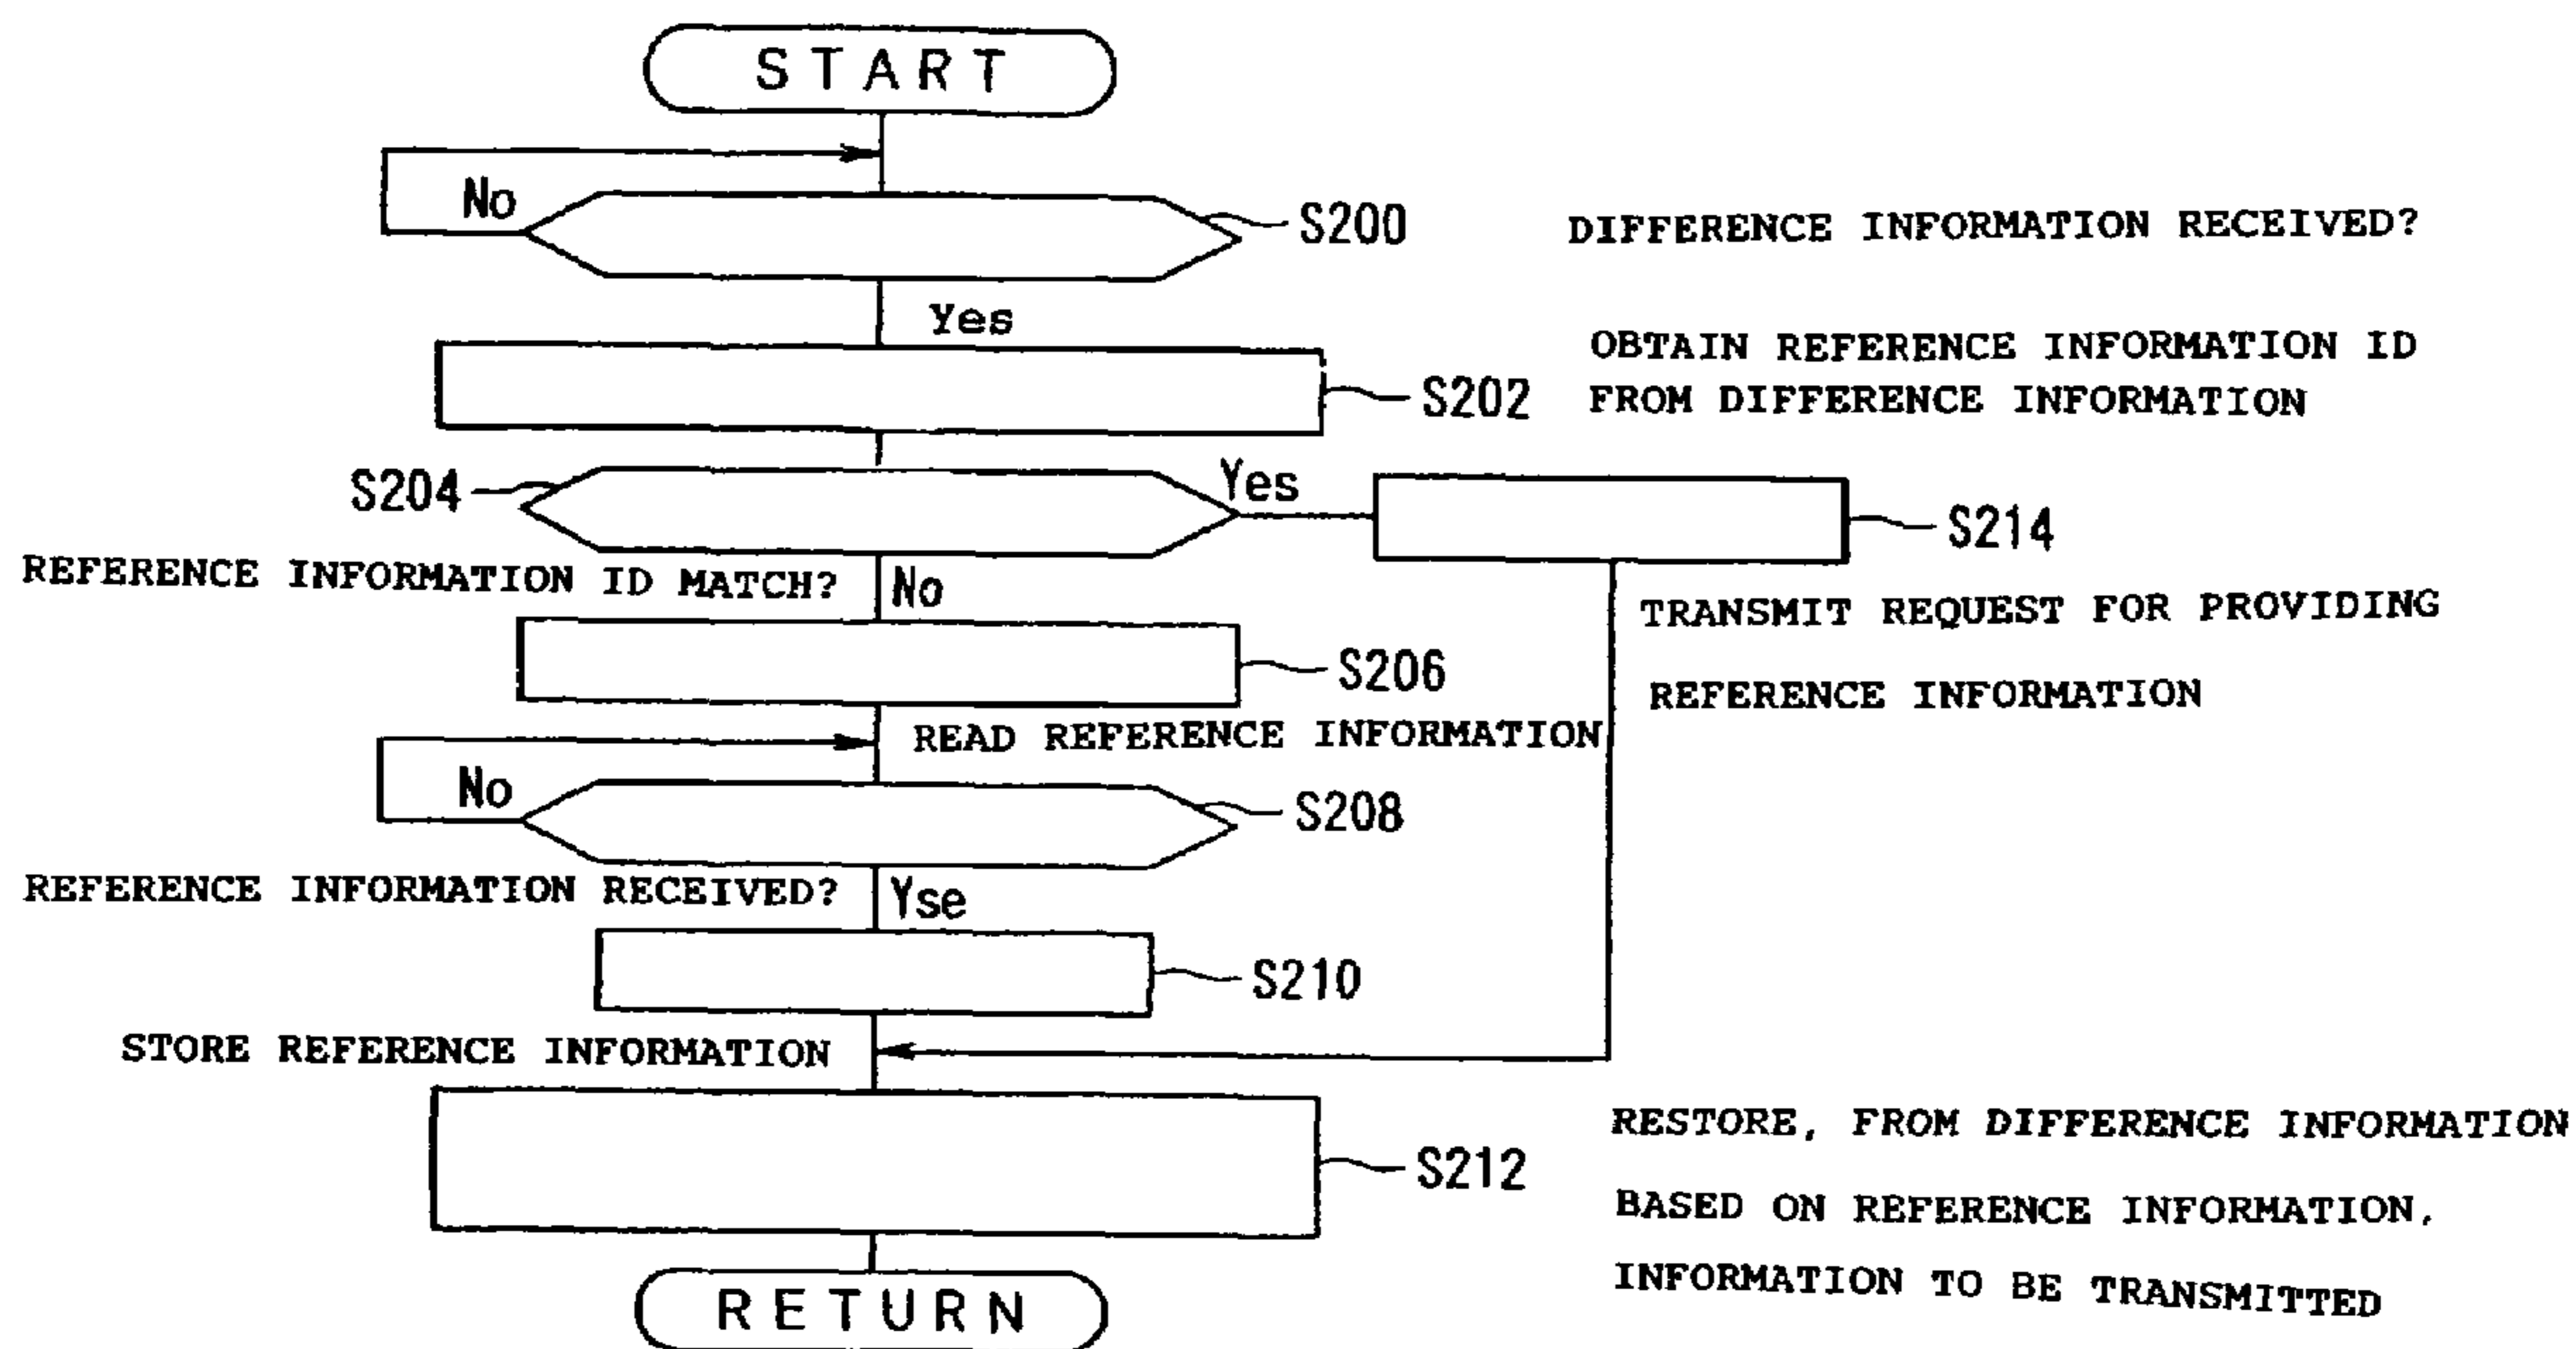 START
No
S200
DIFFERENCE INFORMATION RECEIVED?
Yes
OBTAIN REFERENCE INFORMATION ID
FROM DIFFERENCE INFORMATION
S202
S204
Yes
S214
REFERENCE INFORMATION ID MATCH?
No
TRANSMIT REQUEST FOR PROVIDING
REFERENCE INFORMATION
S206
READ REFERENCE INFORMATION
No
S208
REFERENCE INFORMATION RECEIVED?
Yse
S210
STORE REFERENCE INFORMATION
S212
RESTORE, FROM DIFFERENCE INFORMATION
BASED ON REFERENCE INFORMATION,
INFORMATION TO BE TRANSMITTED
RETURN